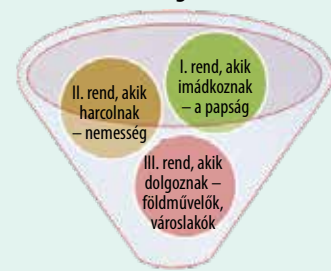 I. rend, akik
imádkoznak
– a papság
II. rend, akik
harcolnak
– nemesség
III. rend, akik
dolgoznak –
földművelők,
városlakók